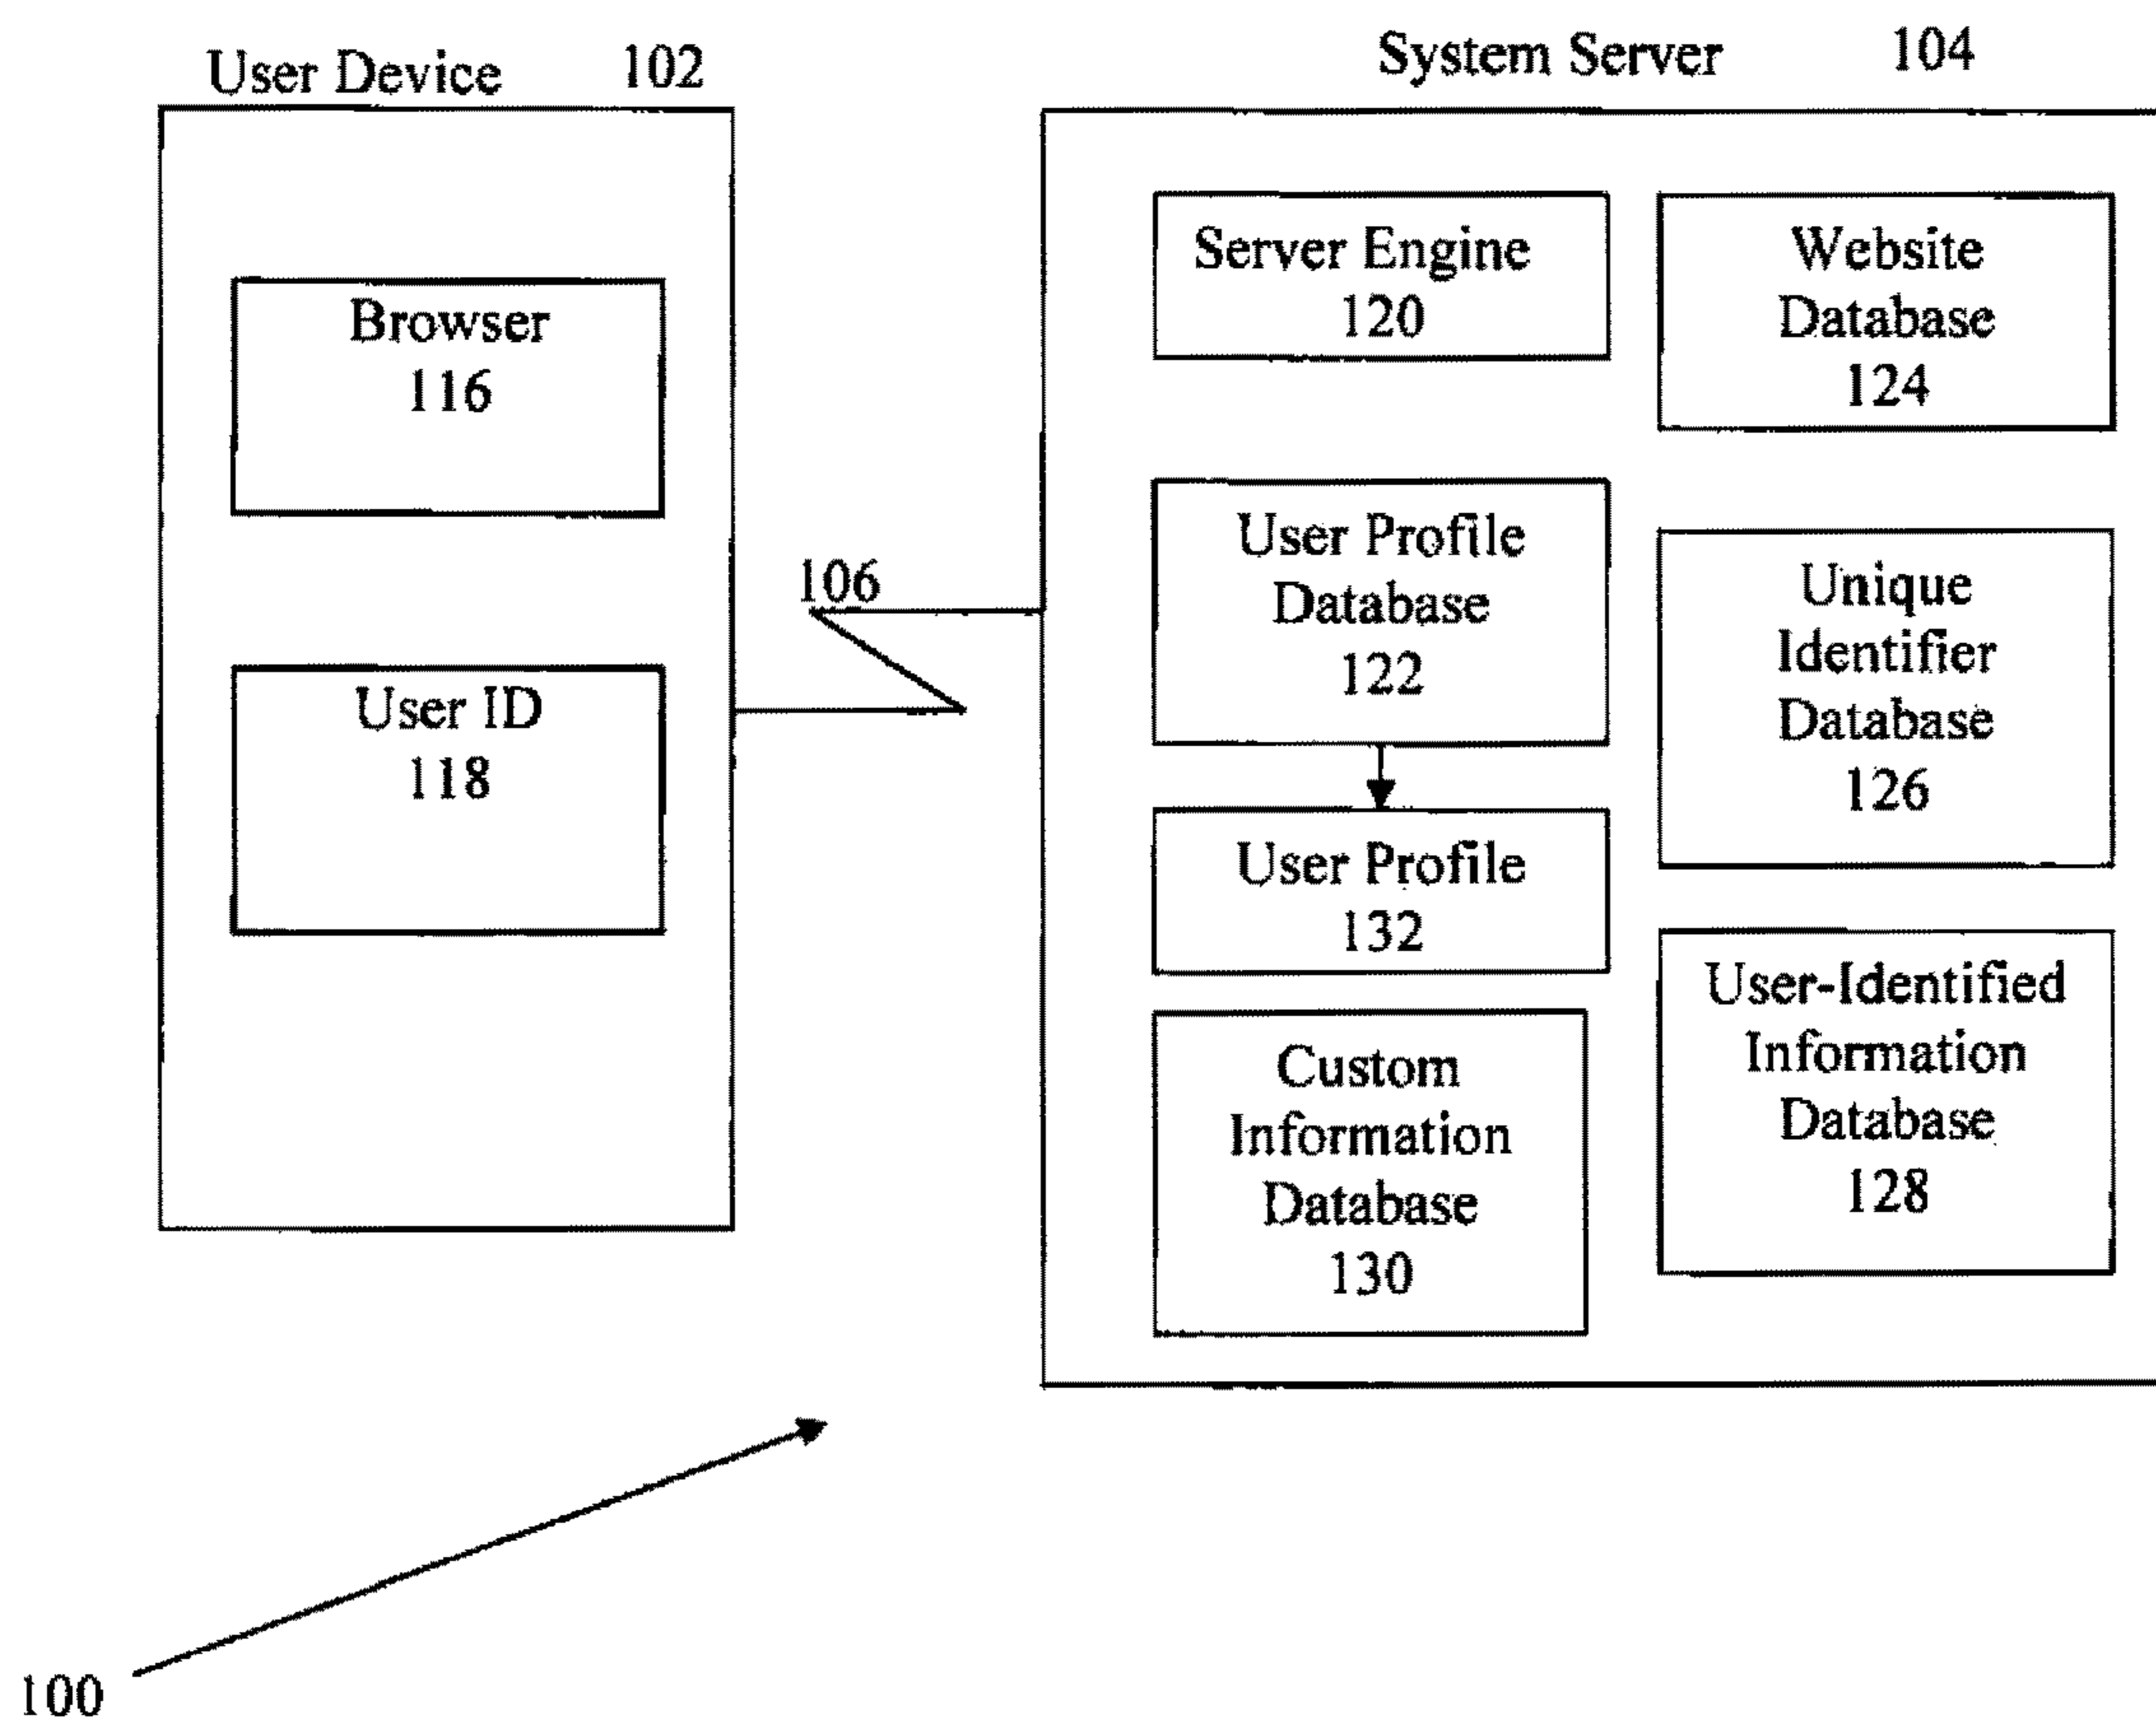 User Device 102
Browser
116
User ID
118
106
System Server 104
Server Engine
120
Website
Database
124
User Profile
Database
122
Unique
Identifier
Database
126
User Profile
132
User-Identified
Information
Database
128
Custom
Information
Database
130
100